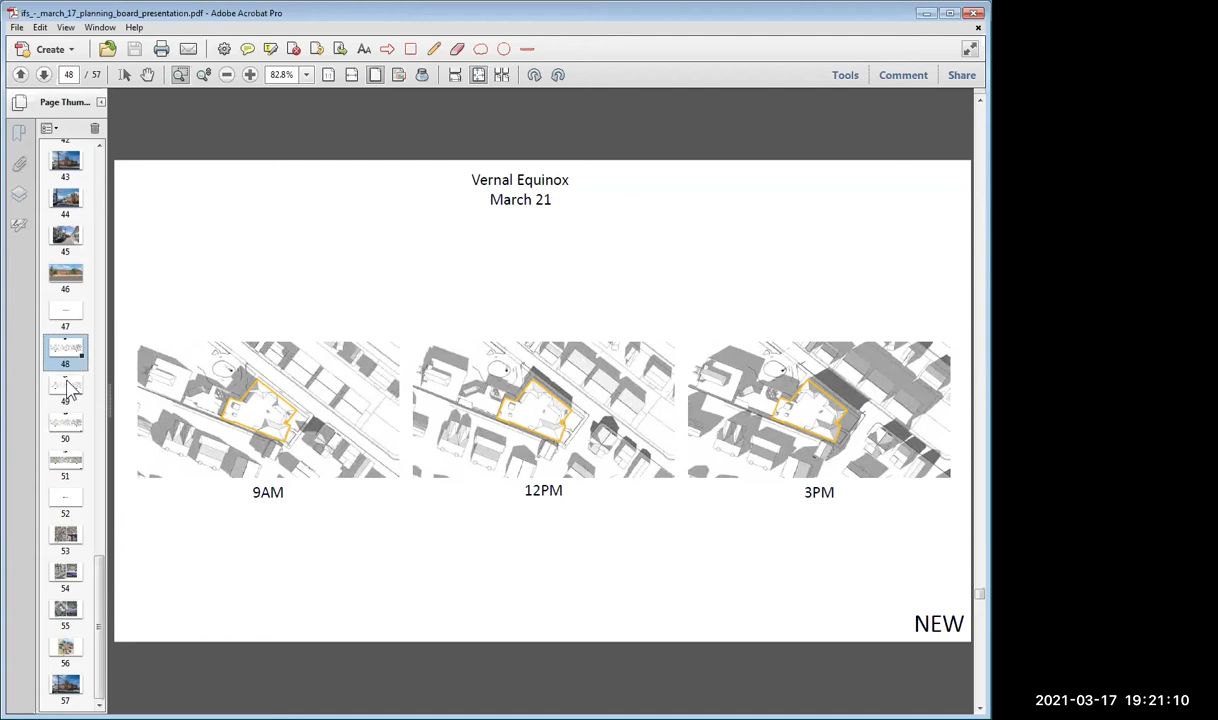 ifs_-_march_17_planning_board_presentation.pdf - Adobe Acrobat Pro
File Edit View Window Help
Create
48 / 57 82.8% Tools Comment Share
Page Thum...
42
43
44
45
46
47
48
49
50
51
52
53
54
55
56
57
Vernal Equinox
March 21
9AM 12PM 3PM
NEW
2021-03-17 19:21:10